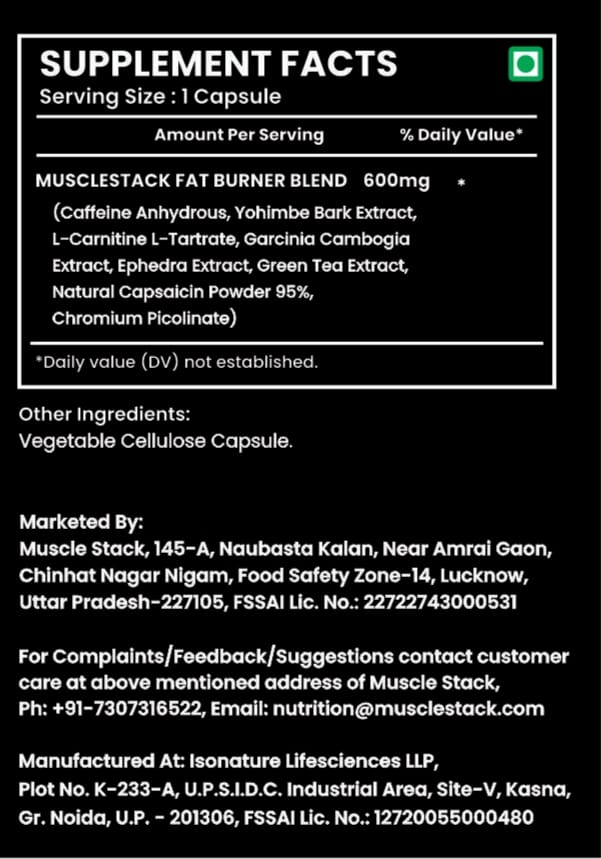 SUPPLEMENT FACTS
Serving Size : 1 Capsule
Amount Per Serving % Daily Value*
MUSCLESTACK FAT BURNER BLEND 600mg *
(Caffeine Anhydrous, Yohimbe Bark Extract,
L-Carnitine L-Tartrate, Garcinia Cambogia
Extract, Ephedra Extract, Green Tea Extract,
Natural Capsaicin Powder 95%,
Chromium Picolinate)
*Daily value (DV) not established.
Other Ingredients:
Vegetable Cellulose Capsule.
Marketed By:
Muscle Stack, 145-A, Naubasta Kalan, Near Amrai Gaon,
Chinhat Nagar Nigam, Food Safety Zone-14, Lucknow,
Uttar Pradesh-227105, FSSAI Lic. No.: 22722743000531
For Complaints/Feedback/Suggestions contact customer
care at above mentioned address of Muscle Stack,
Ph: +91-7307316522, Email: nutrition@musclestack.com
Manufactured At: Isonature Lifesciences LLP,
Plot No. K-233-A, U.P.S.I.D.C. Industrial Area, Site-V, Kasna,
Gr. Noida, U.P. - 201306, FSSAI Lic. No.: 12720055000480